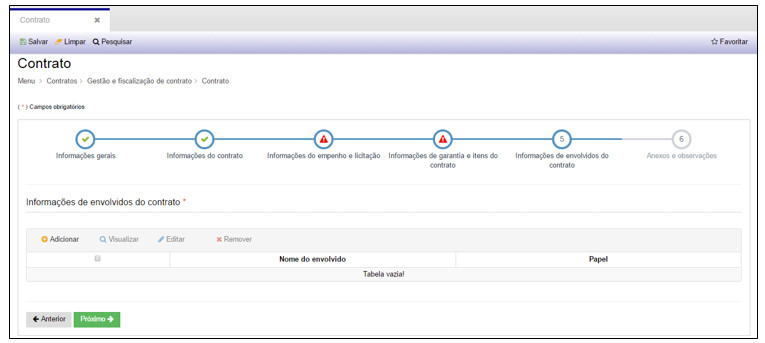 Contrato ×
Salvar Limpar Pesquisar Favoritar
Contrato
Menu > Contratos > Gestão e fiscalização de contrato > Contrato
( * ) Campos obrigatórios
5 6
Informações gerais Informações do contrato Informações do empenho e licitação Informações de garantia e itens do contrato Informações de envolvidos do contrato Anexos e observações
Informações de envolvidos do contrato *
Adicionar Visualizar Editar Remover
Nome do envolvido Papel
Tabela vazia!
Anterior Próximo